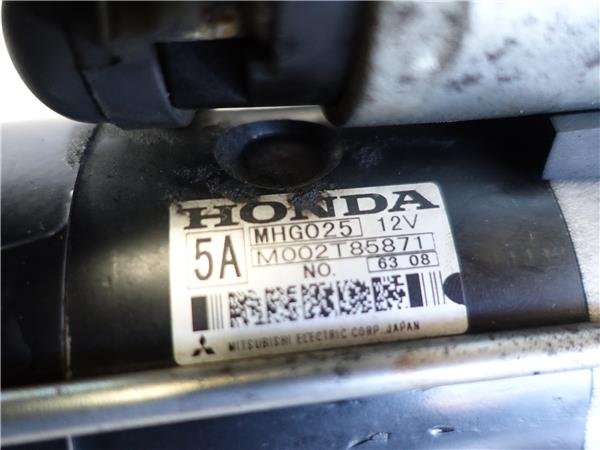 HONDA
5A MHG025 12V
M002T85871
NO. 63 08
MITSUBISHI ELECTRIC CORP. JAPAN